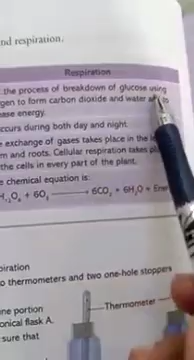 nd respiration.
Respiration
the process of breakdown of glucose using
gen to form carbon dioxide and water
ase energy.
ccurs during both day and night.
exchange of gases takes place in the
m and roots. Cellular respiration takes
the cells in every part of the plant.
e chemical equation is:
O₆ + 6O₂ ⟶ 6CO₂ + 6H₂O + Ene
piration
o thermometers and two one-hole stoppers
ne portion
onical flask A.
sure that
Thermometer